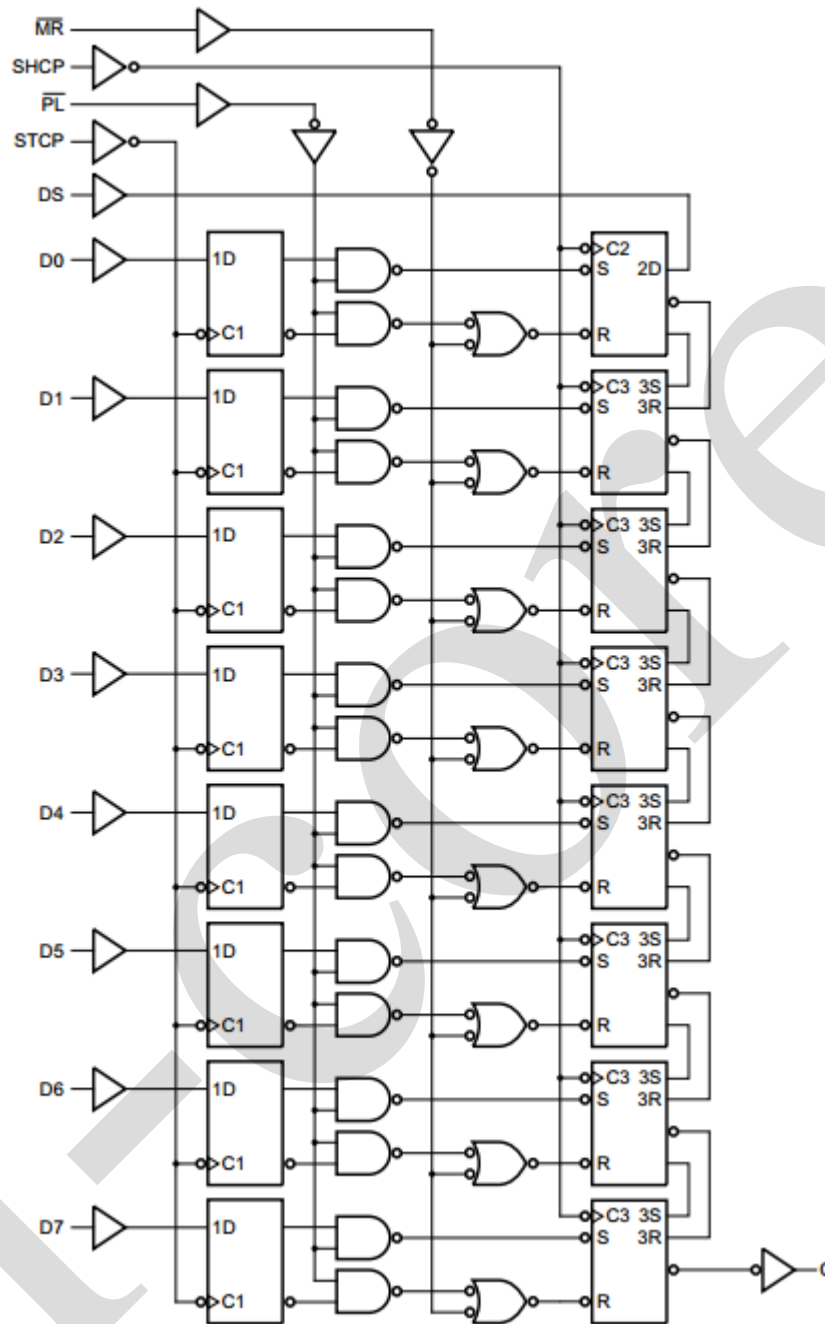 M̅R̅
SHCP
P̅L̅
STCP
DS
D0 1D C2
S 2D
C1 R
D1 1D C3 3S
S 3R
C1 R
D2 1D C3 3S
S 3R
C1 R
D3 1D C3 3S
S 3R
C1 R
D4 1D C3 3S
S 3R
C1 R
D5 1D C3 3S
S 3R
C1 R
D6 1D C3 3S
S 3R
C1 R
D7 1D C3 3S
S 3R
C1 R